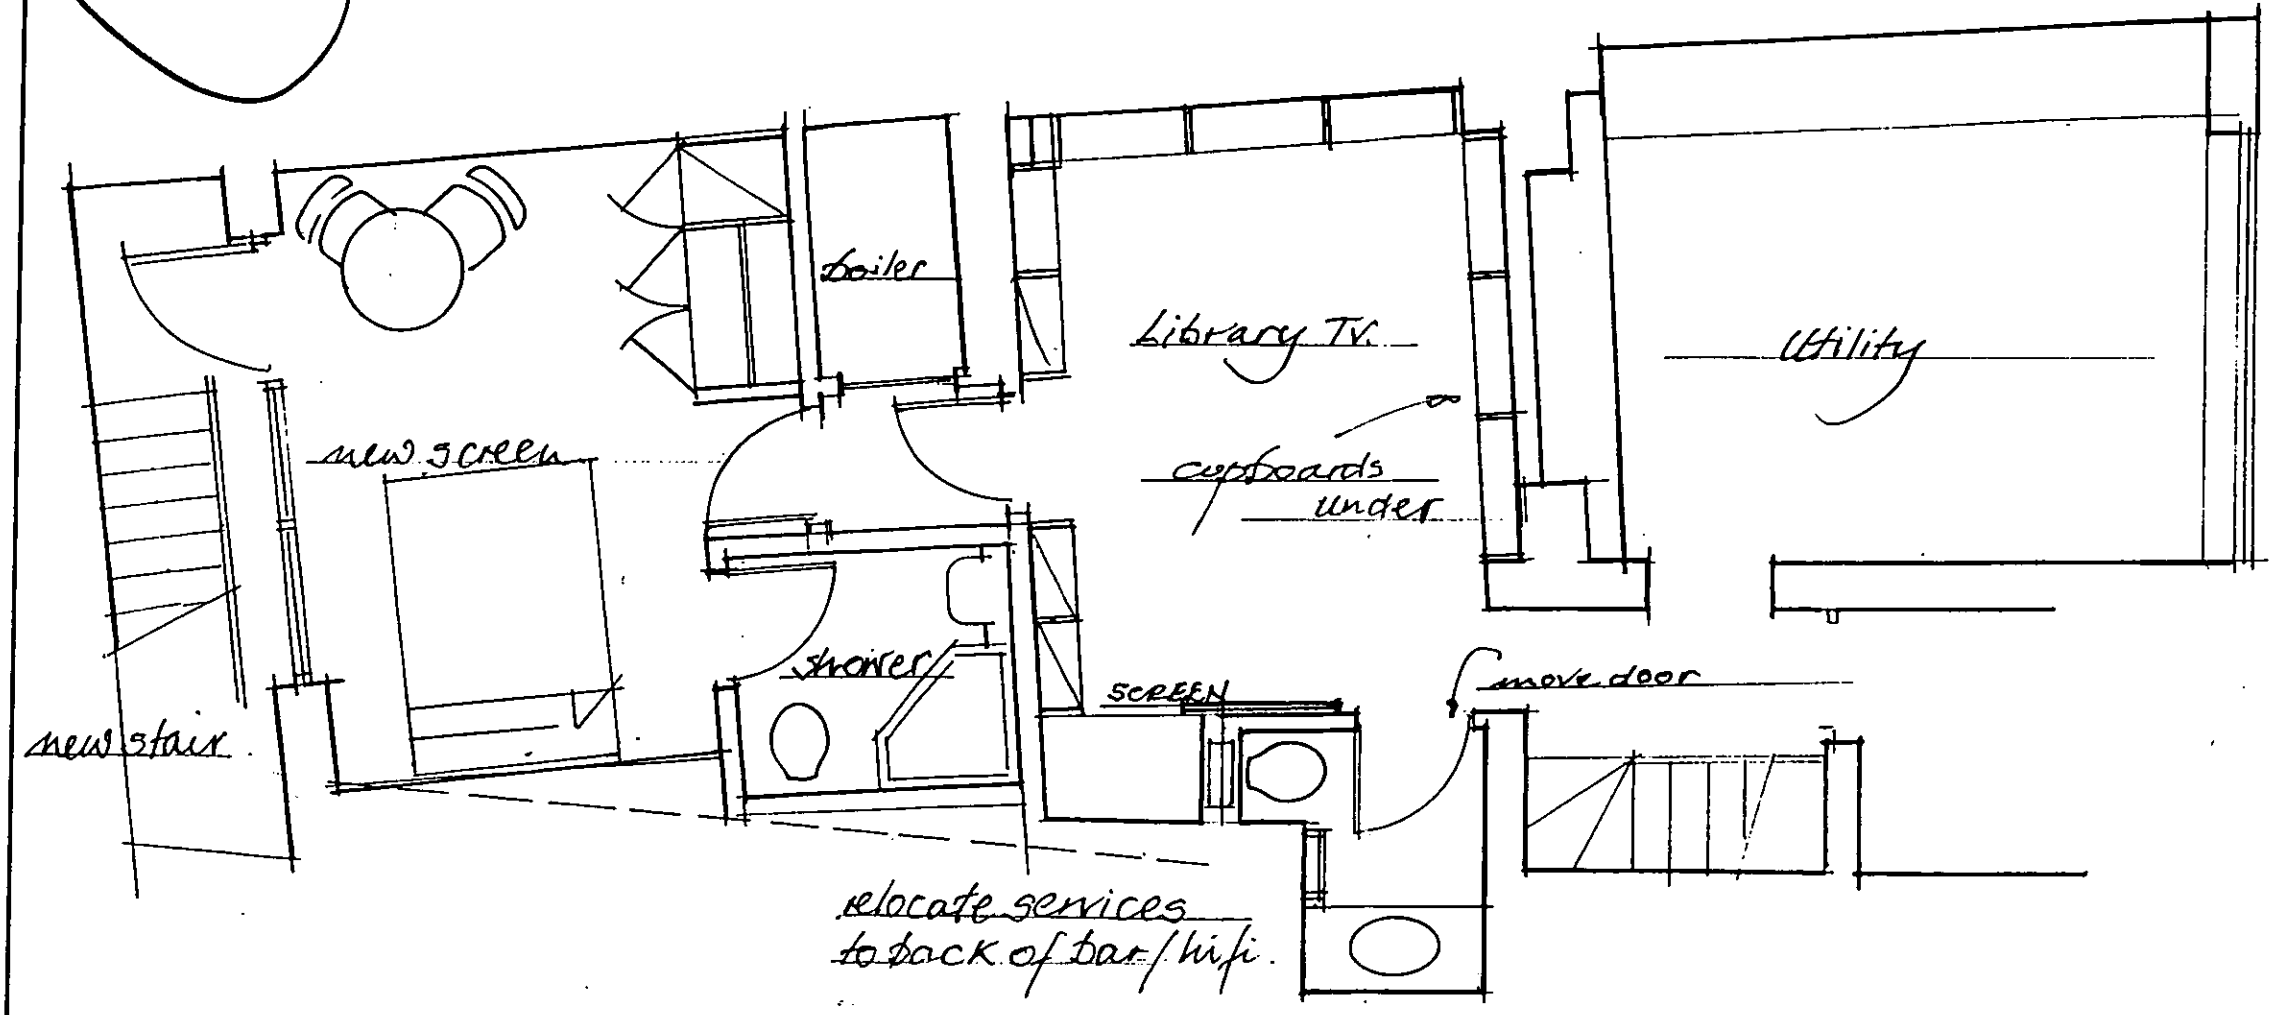 boiler
Library TV.
Utility
new screen
cupboards
under
shower
SCREEN
move door
new stair
relocate services
to back of bar/hifi.